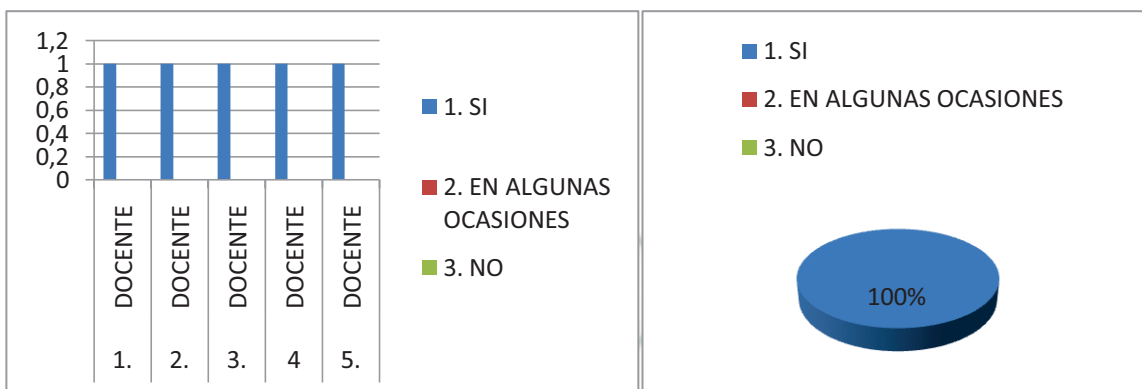 1,2
1
0,8
0,6
0,4
0,2
0
DOCENTE
DOCENTE
DOCENTE
DOCENTE
DOCENTE
1.
2.
3.
4
5.
1. SI
2. EN ALGUNAS
OCASIONES
3. NO
1. SI
2. EN ALGUNAS OCASIONES
3. NO
100%